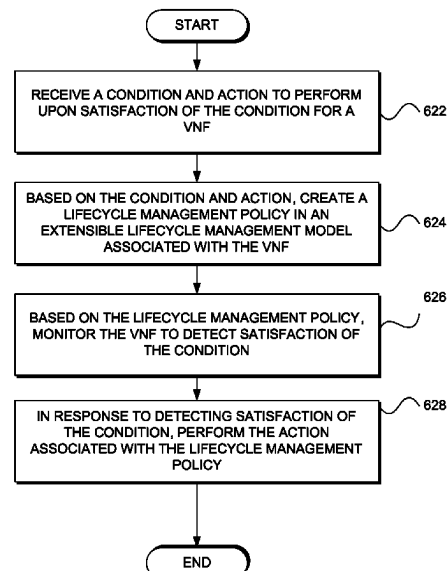 START
RECEIVE A CONDITION AND ACTION TO PERFORM
UPON SATISFACTION OF THE CONDITION FOR A
VNF
622
BASED ON THE CONDITION AND ACTION, CREATE A
LIFECYCLE MANAGEMENT POLICY IN AN
EXTENSIBLE LIFECYCLE MANAGEMENT MODEL
ASSOCIATED WITH THE VNF
624
BASED ON THE LIFECYCLE MANAGEMENT POLICY,
MONITOR THE VNF TO DETECT SATISFACTION OF
THE CONDITION
626
IN RESPONSE TO DETECTING SATISFACTION OF
THE CONDITION, PERFORM THE ACTION
ASSOCIATED WITH THE LIFECYCLE MANAGEMENT
POLICY
628
END